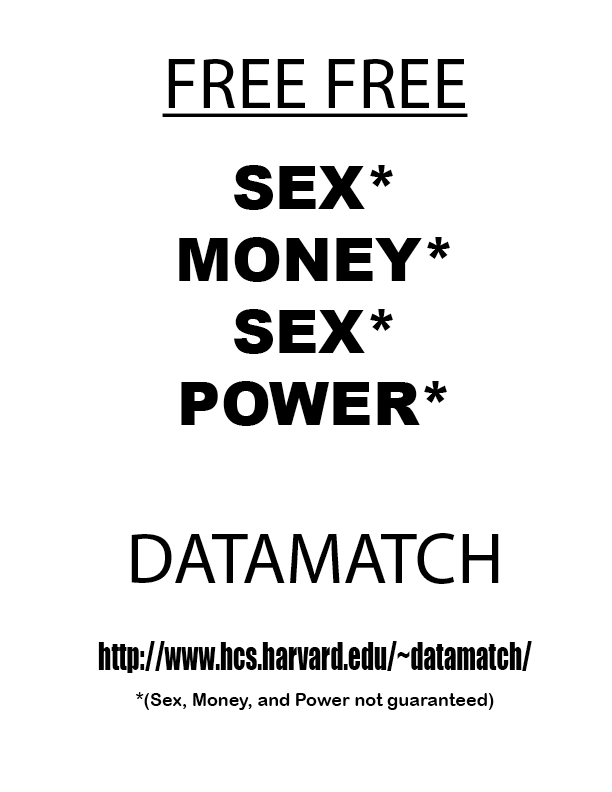 FREE FREE
SEX*
MONEY*
SEX*
POWER*
DATAMATCH
http://www.hcs.harvard.edu/~datamatch/
*(Sex, Money, and Power not guaranteed)